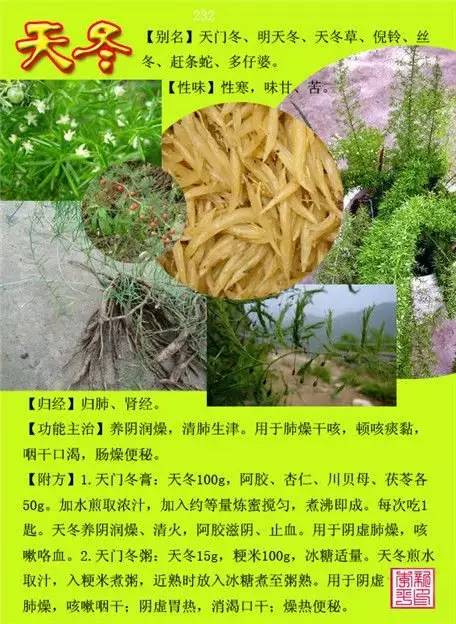 232
天冬
【别名】天门冬、明天冬、天冬草、倪铃、丝
冬、赶条蛇、多仔婆。
【性味】性寒，味甘、苦。
【归经】归肺、肾经。
【功能主治】养阴润燥，清肺生津。用于肺燥干咳，顿咳痰黏，
咽干口渴，肠燥便秘。
【附方】1.天门冬膏：天冬100g，阿胶、杏仁、川贝母、茯苓各
50g。加水煎取浓汁，加入约等量炼蜜搅匀，煮沸即成。每次吃1
匙。天冬养阴润燥、清火，阿胶滋阴、止血。用于阴虚肺燥，咳
嗽咯血。2.天门冬粥：天冬15g，粳米100g，冰糖适量。天冬煎水
取汁，入粳米煮粥，近熟时放入冰糖煮至粥熟。用于阴虚
肺燥，咳嗽咽干；阴虚胃热，消渴口干；燥热便秘。